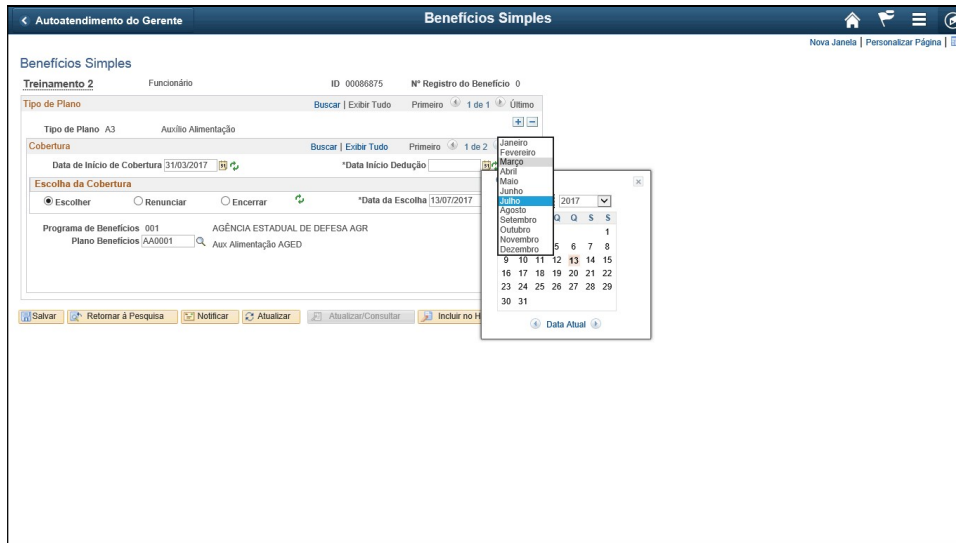 Autoatendimento do Gerente
Benefícios Simples
Nova Janela | Personalizar Página |
Benefícios Simples
Treinamento 2 Funcionário ID 00086875 Nº Registro do Benefício 0
Tipo de Plano Buscar | Exibir Tudo Primeiro 1 de 1 Último
Tipo de Plano A3 Auxílio Alimentação
Cobertura Buscar | Exibir Tudo Primeiro 1 de 2
Data de Início de Cobertura 31/03/2017 *Data Início Dedução
Escolha da Cobertura
Escolher Renunciar Encerrar *Data da Escolha 13/07/2017
Programa de Benefícios 001 AGÊNCIA ESTADUAL DE DEFESA AGR
Plano Benefícios AA0001 Aux Alimentação AGED
Janeiro
Fevereiro
Março
Abril
Maio
Junho
Julho
Agosto
Setembro
Outubro
Novembro
Dezembro
2017
Q Q S S
1
5 6 7 8
9 10 11 12 13 14 15
16 17 18 19 20 21 22
23 24 25 26 27 28 29
30 31
Data Atual
Salvar Retornar à Pesquisa Notificar Atualizar Atualizar/Consultar Incluir no H